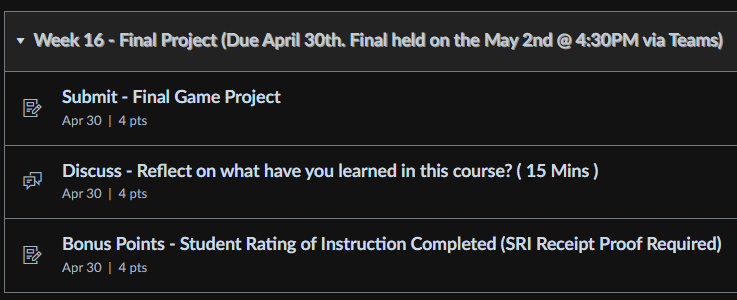 Week 16 - Final Project (Due April 30th. Final held on the May 2nd @ 4:30PM via Teams)
Submit - Final Game Project
Apr 30 | 4 pts
Discuss - Reflect on what have you learned in this course? ( 15 Mins )
Apr 30 | 4 pts
Bonus Points - Student Rating of Instruction Completed (SRI Receipt Proof Required)
Apr 30 | 4 pts